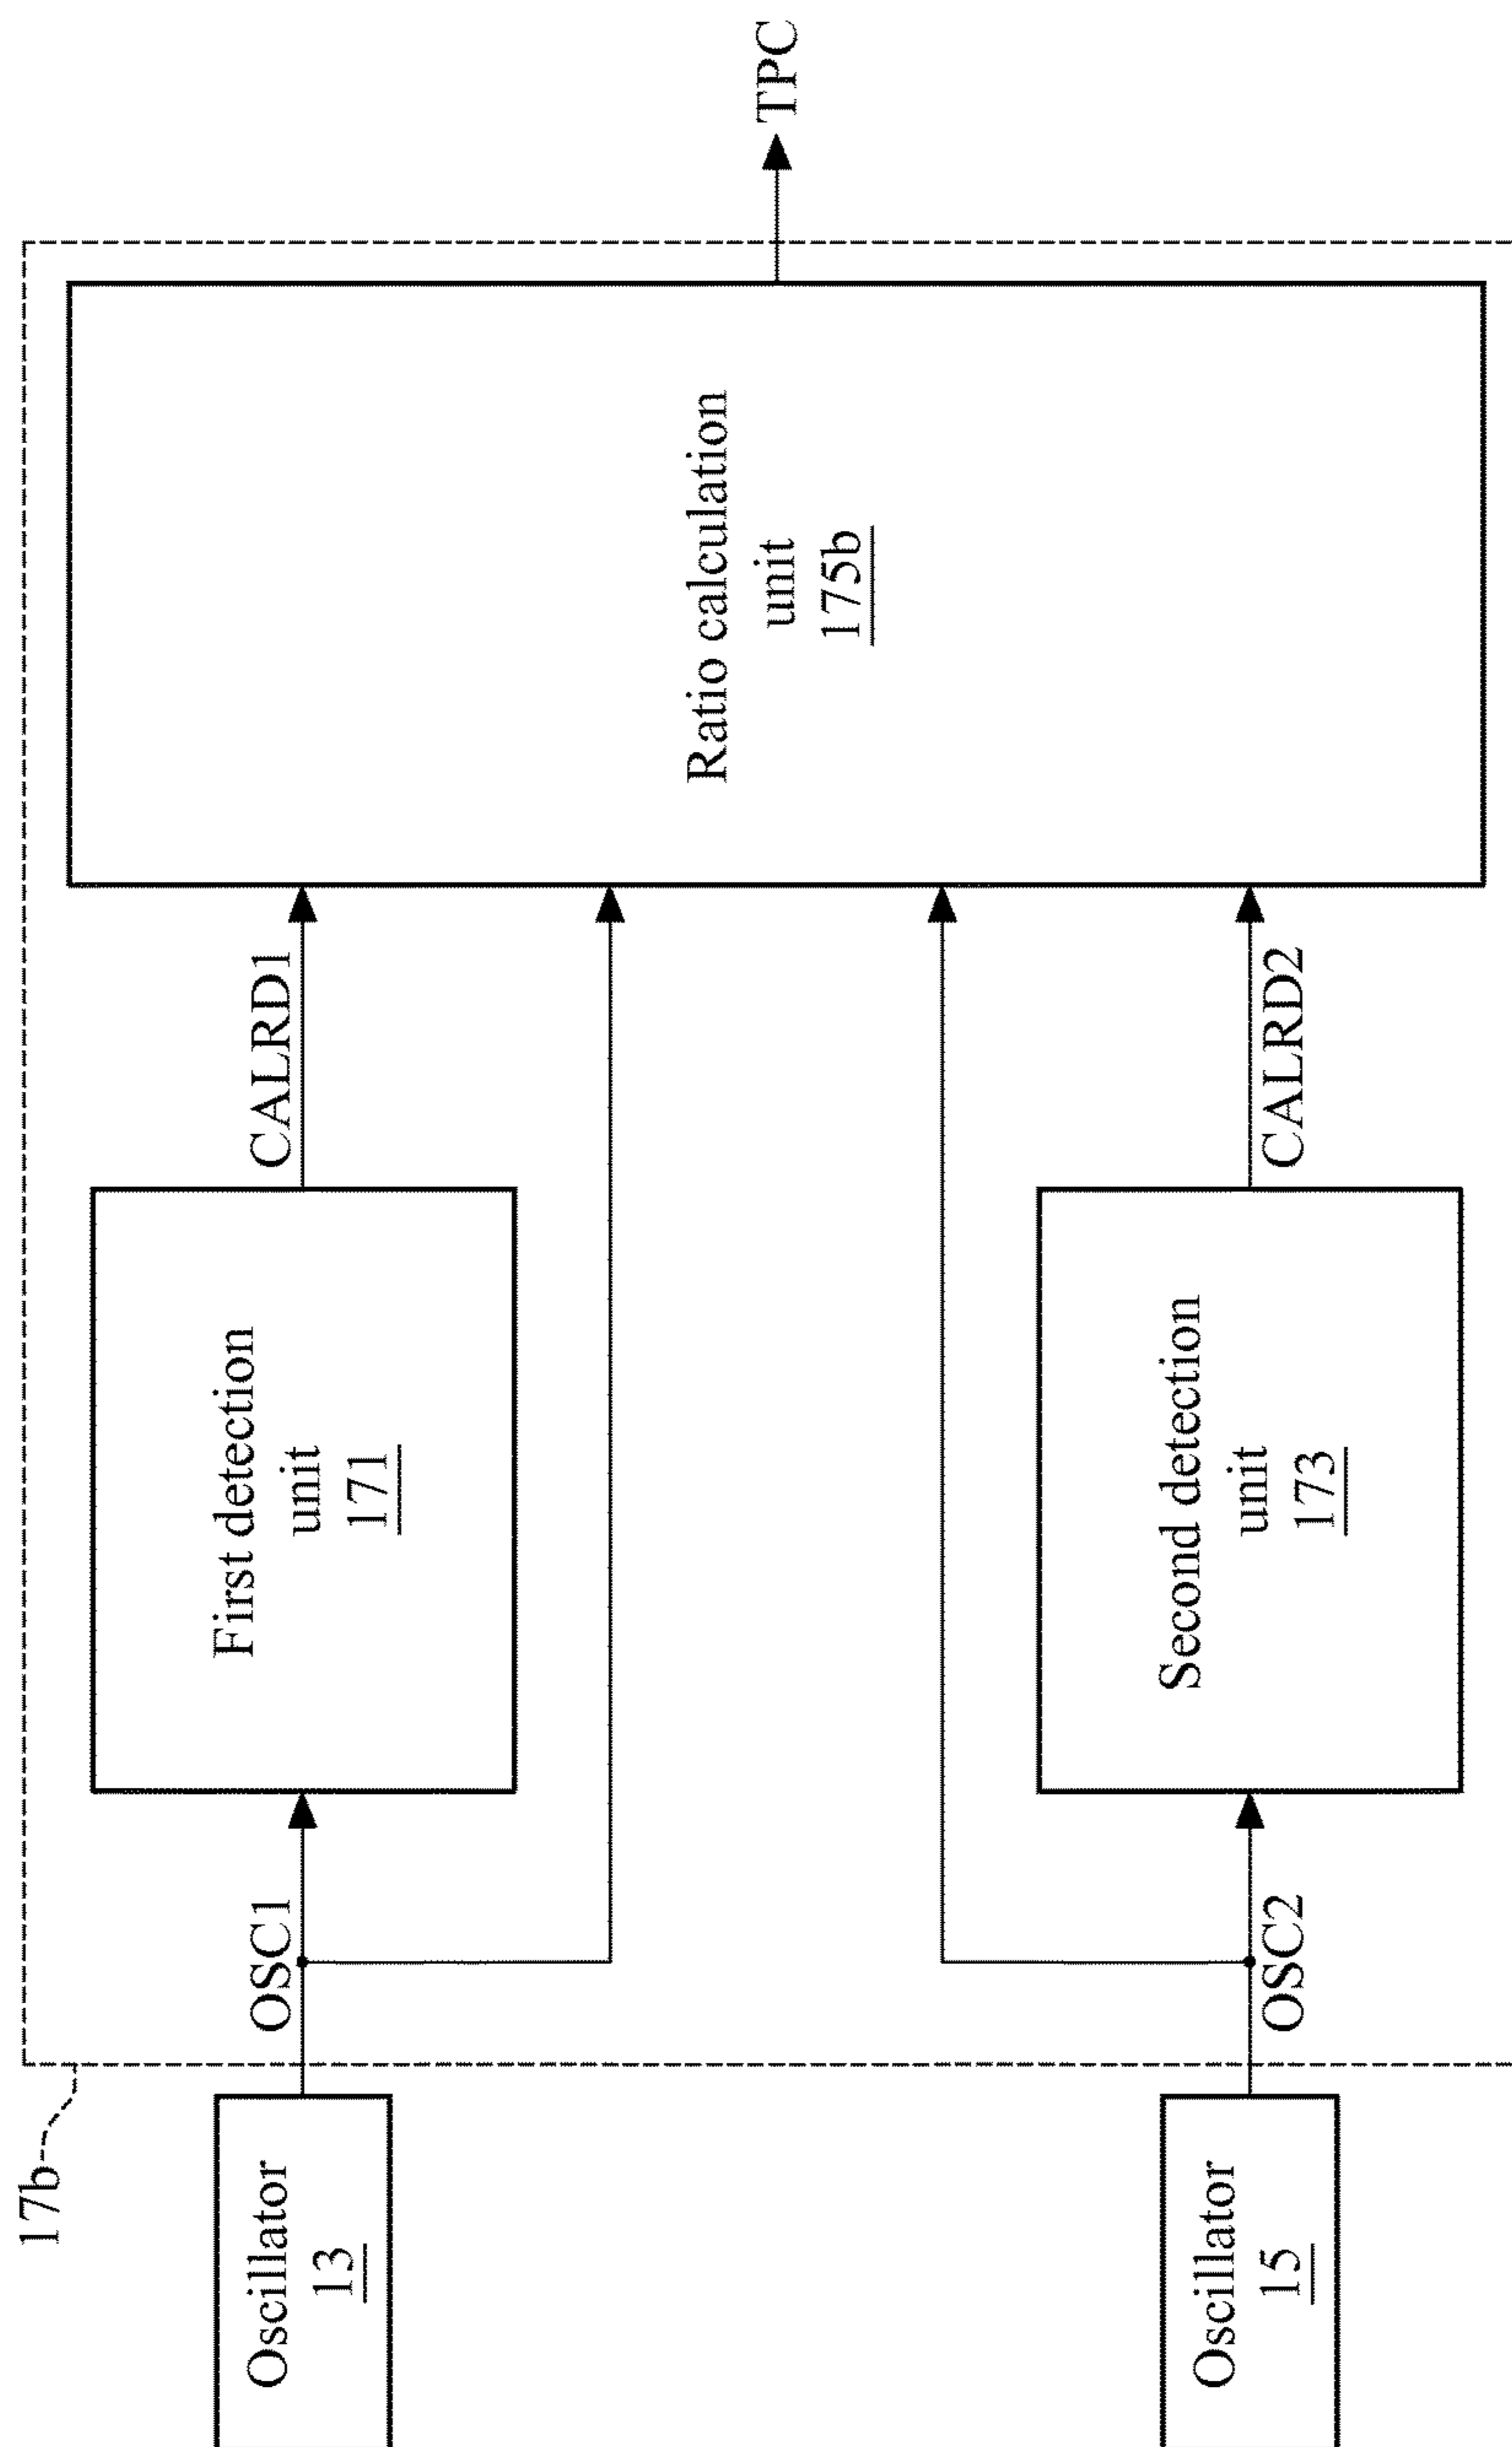 17b
Oscillator
13
OSC1
First detection
unit
171
CALRD1
Ratio calculation
unit
175b
TPC
Oscillator
15
OSC2
Second detection
unit
173
CALRD2